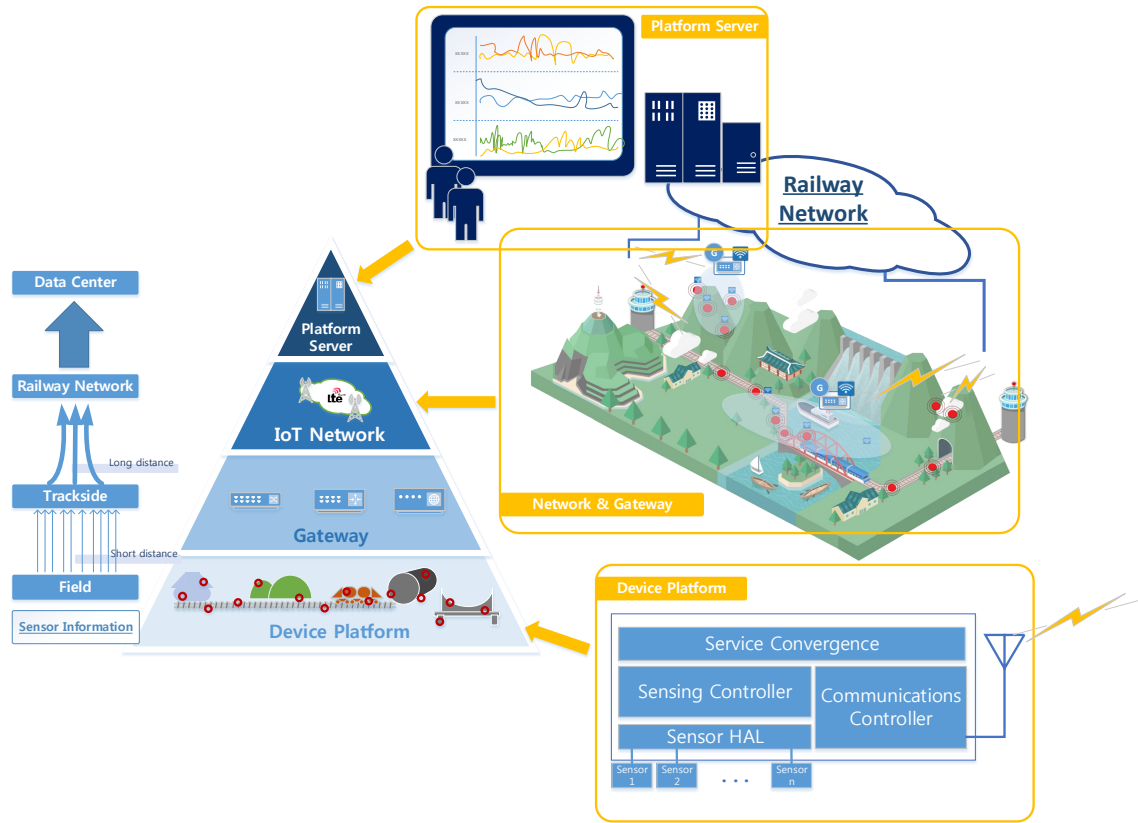 Platform Server
Railway
Network
Data Center
Railway Network
Long distance
Trackside
Short distance
Field
Sensor Information
Platform
Server
LTE
IoT Network
Gateway
Device Platform
G
G
Network & Gateway
Device Platform
Service Convergence
Sensing Controller
Communications
Controller
Sensor HAL
Sensor
1
Sensor
2
...
Sensor
n